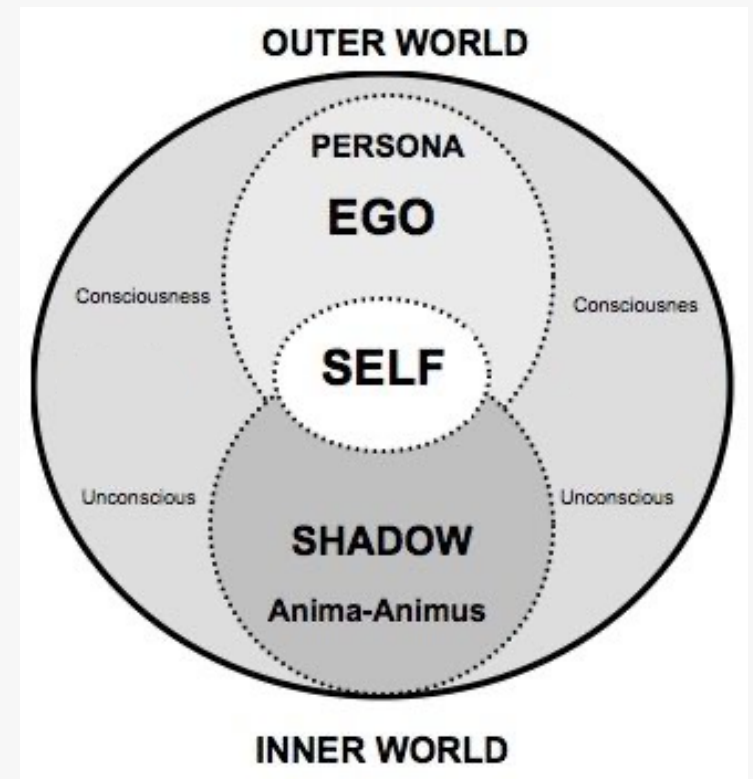 OUTER WORLD
PERSONA
EGO
Consciousness
Consciousnes
SELF
Unconscious
Unconscious
SHADOW
Anima-Animus
INNER WORLD